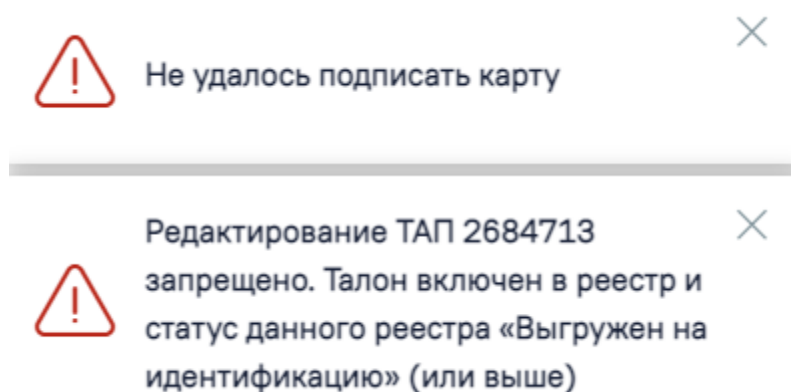 Не удалось подписать карту
Редактирование ТАП 2684713
запрещено. Талон включен в реестр и
статус данного реестра «Выгружен на
идентификацию» (или выше)